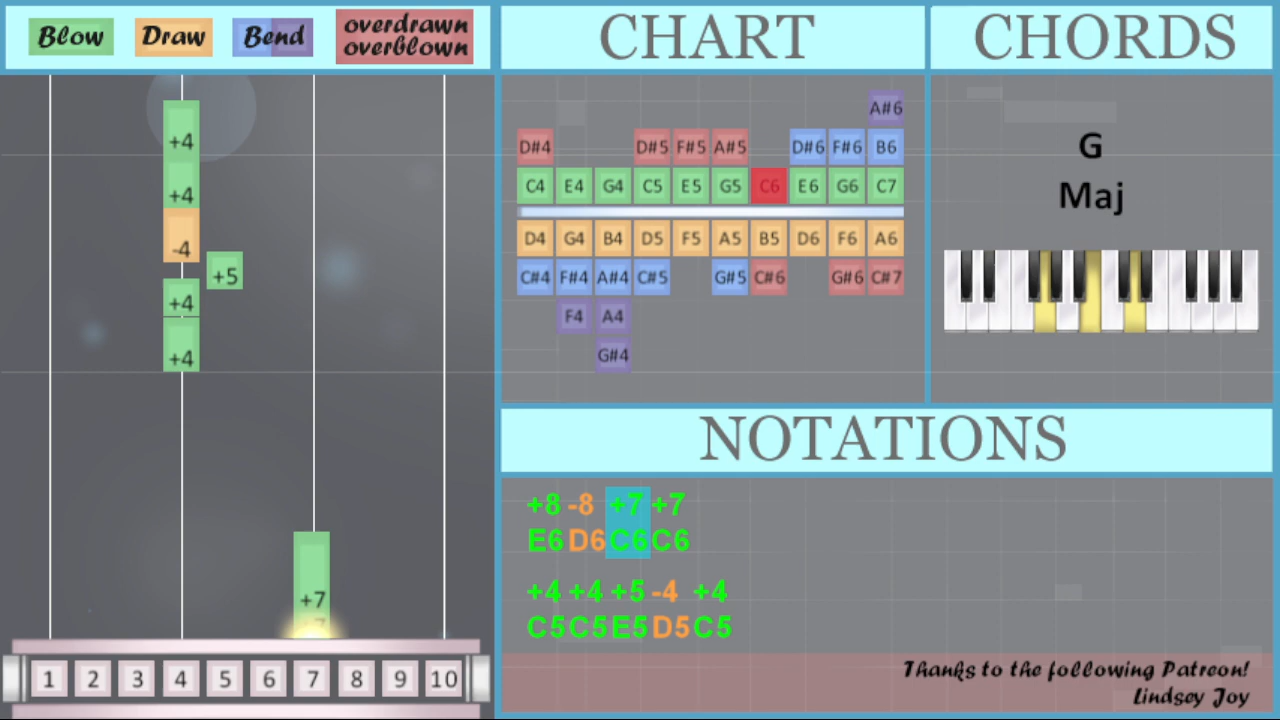 Blow Draw Bend overdrawn
overblown
CHART
CHORDS
+4
+4
-4
+5
+4
+4
+7
1 2 3 4 5 6 7 8 9 10
A#6
D#4 D#5 F#5 A#5 D#6 F#6 B6
C4 E4 G4 C5 E5 G5 C6 E6 G6 C7
D4 G4 B4 D5 F5 A5 B5 D6 F6 A6
C#4 F#4 A#4 C#5 G#5 C#6 G#6 C#7
F4 A4
G#4
G
Maj
NOTATIONS
+8 -8 +7 +7
E6 D6 C6 C6
+4 +4 +5 -4 +4
C5 C5 E5 D5 C5
Thanks to the following Patreon!
Lindsey Joy